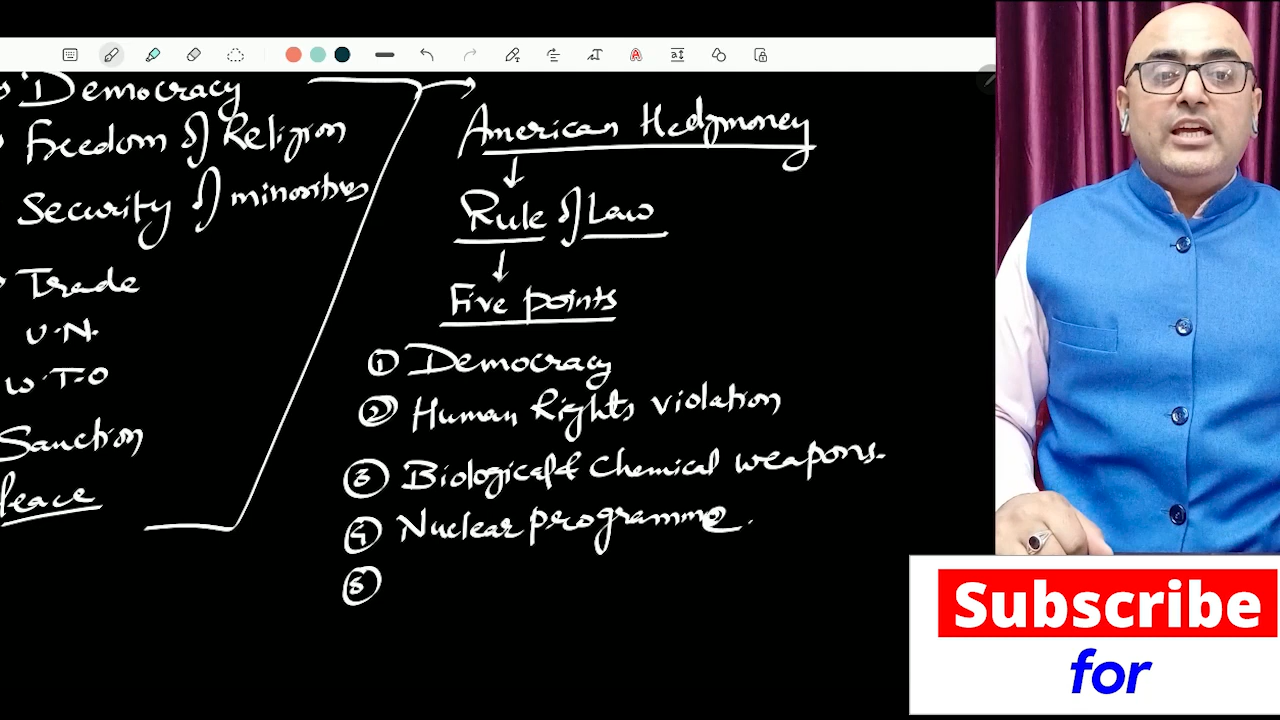 Democracy
Freedom of Religion
Security of minorities
Trade
U.N.
W.T.O
Sanction
Peace
American Hedgmoney
Rule of Law
Five points
① Democracy
② Human Rights violation
③ Biological & Chemical weapons.
④ Nuclear programme.
⑤
Subscribe
for